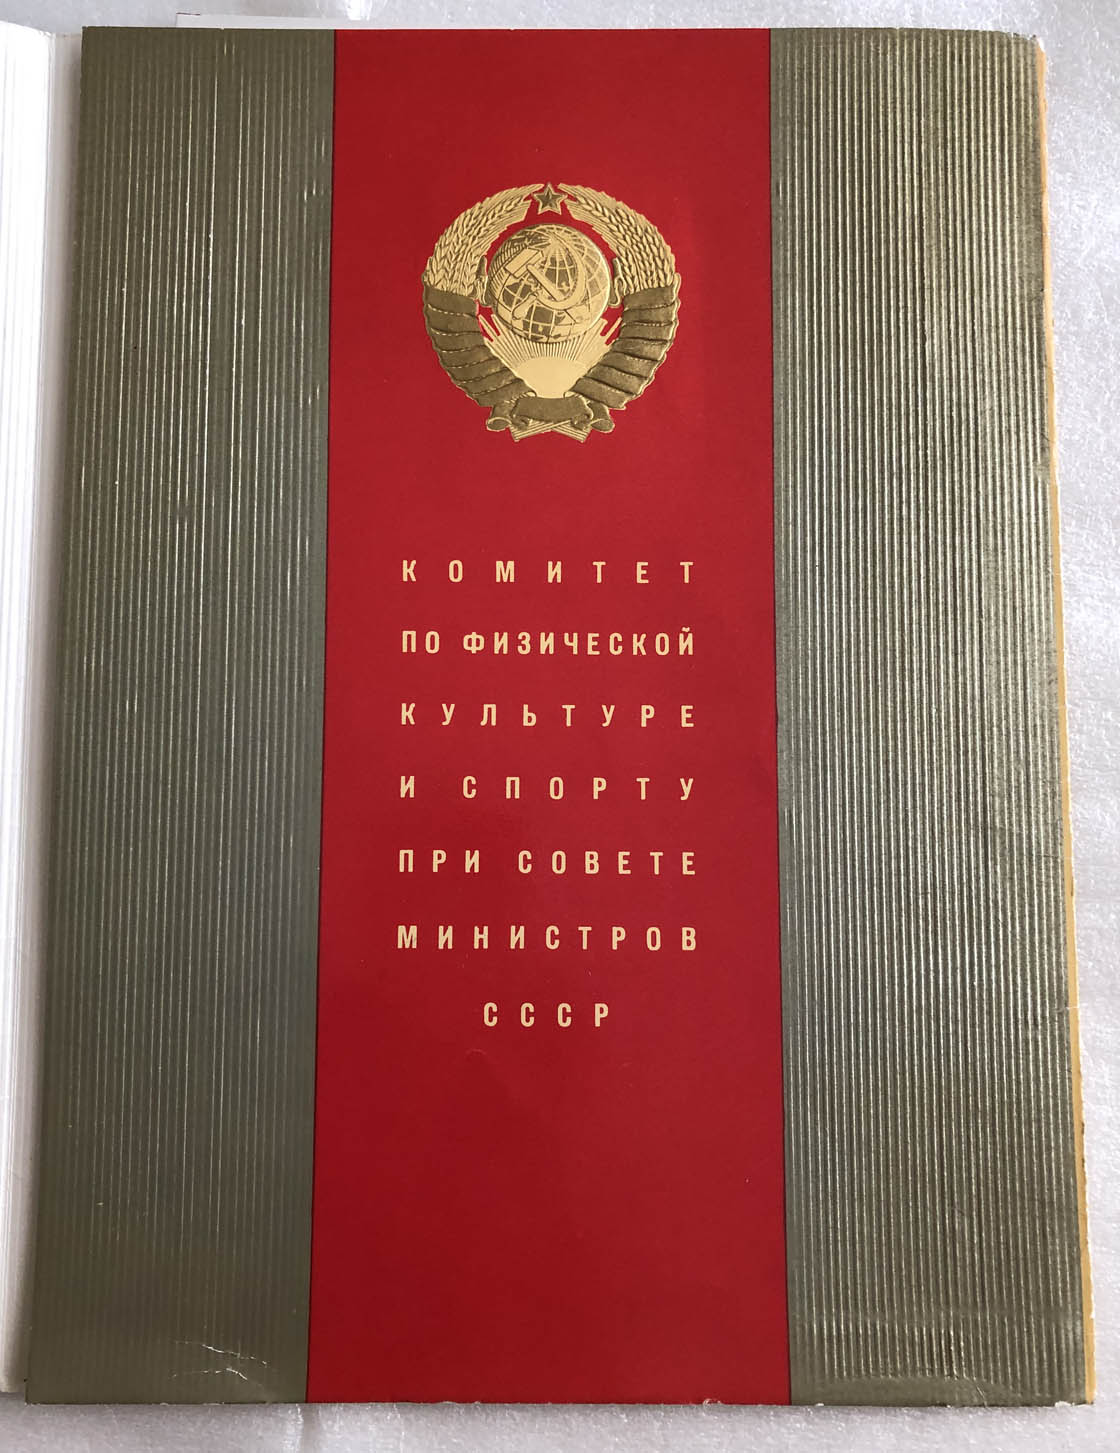 КОМИТЕТ
ПО ФИЗИЧЕСКОЙ
КУЛЬТУРЕ
И СПОРТУ
ПРИ СОВЕТЕ
МИНИСТРОВ
СССР